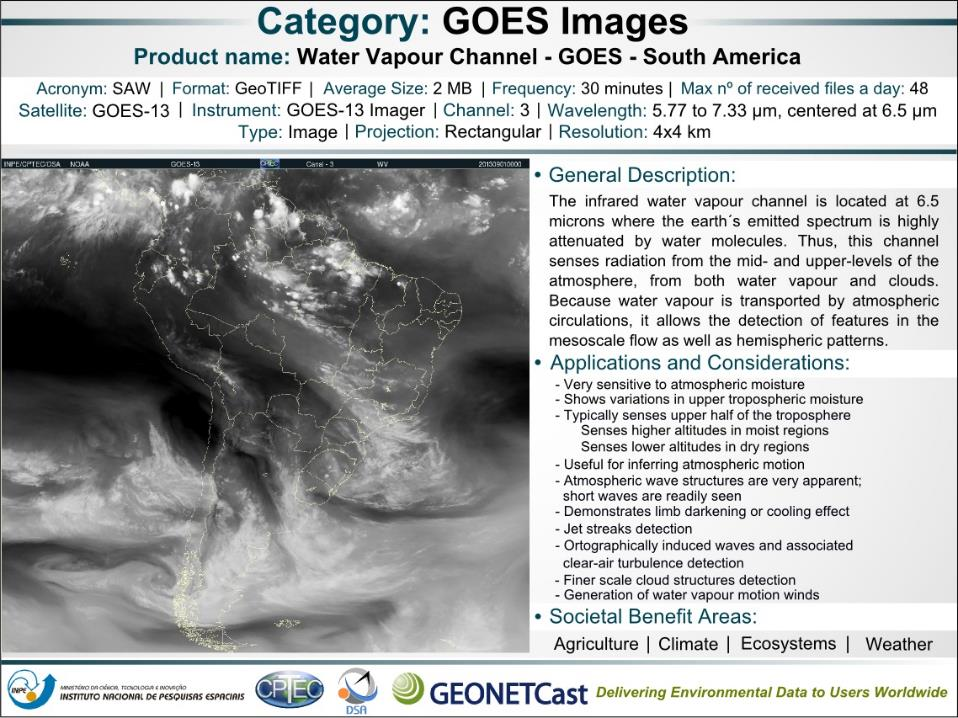 Category: GOES Images
Product name: Water Vapour Channel - GOES - South America
Acronym: SAW | Format: GeoTIFF | Average Size: 2 MB | Frequency: 30 minutes | Max nº of received files a day: 48
Satellite: GOES-13 | Instrument: GOES-13 Imager | Channel: 3 | Wavelength: 5.77 to 7.33 µm, centered at 6.5 µm
Type: Image | Projection: Rectangular | Resolution: 4x4 km
INPE/CPTEC/DSA NOAA GOES-13 CPTEC Canal - 3 WV
• General Description:
The infrared water vapour channel is located at 6.5
microns where the earth´s emitted spectrum is highly
attenuated by water molecules. Thus, this channel
senses radiation from the mid- and upper-levels of the
atmosphere, from both water vapour and clouds.
Because water vapour is transported by atmospheric
circulations, it allows the detection of features in the
mesoscale flow as well as hemispheric patterns.
• Applications and Considerations:
- Very sensitive to atmospheric moisture
- Shows variations in upper tropospheric moisture
- Typically senses upper half of the troposphere
Senses higher altitudes in moist regions
Senses lower altitudes in dry regions
- Useful for inferring atmospheric motion
- Atmospheric wave structures are very apparent;
short waves are readily seen
- Demonstrates limb darkening or cooling effect
- Jet streaks detection
- Ortographically induced waves and associated
clear-air turbulence detection
- Finer scale cloud structures detection
- Generation of water vapour motion winds
• Societal Benefit Areas:
Agriculture | Climate | Ecosystems | Weather
INPE
MINISTÉRIO DA CIÊNCIA, TECNOLOGIA E INOVAÇÃO
INSTITUTO NACIONAL DE PESQUISAS ESPACIAIS
CPTEC
DSA
GEONETCast
Delivering Environmental Data to Users Worldwide